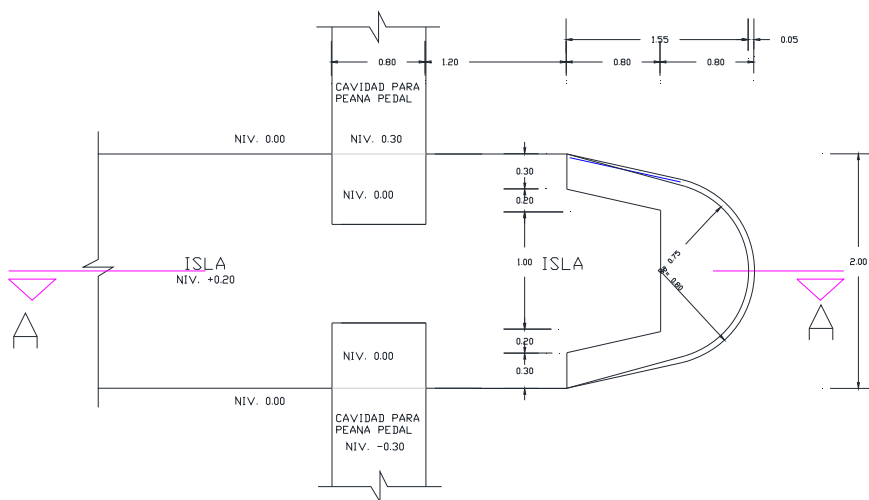 1.55
0.05
0.80
1.20
0.80
0.80
CAVIDAD PARA
PEANA PEDAL
NIV. 0.00
NIV. 0.30
0.30
NIV. 0.00
0.20
ISLA
NIV. +0.20
1.00
ISLA
0.75
R= 0.80
2.00
0.20
NIV. 0.00
0.30
NIV. 0.00
CAVIDAD PARA
PEANA PEDAL
NIV. -0.30
A
A